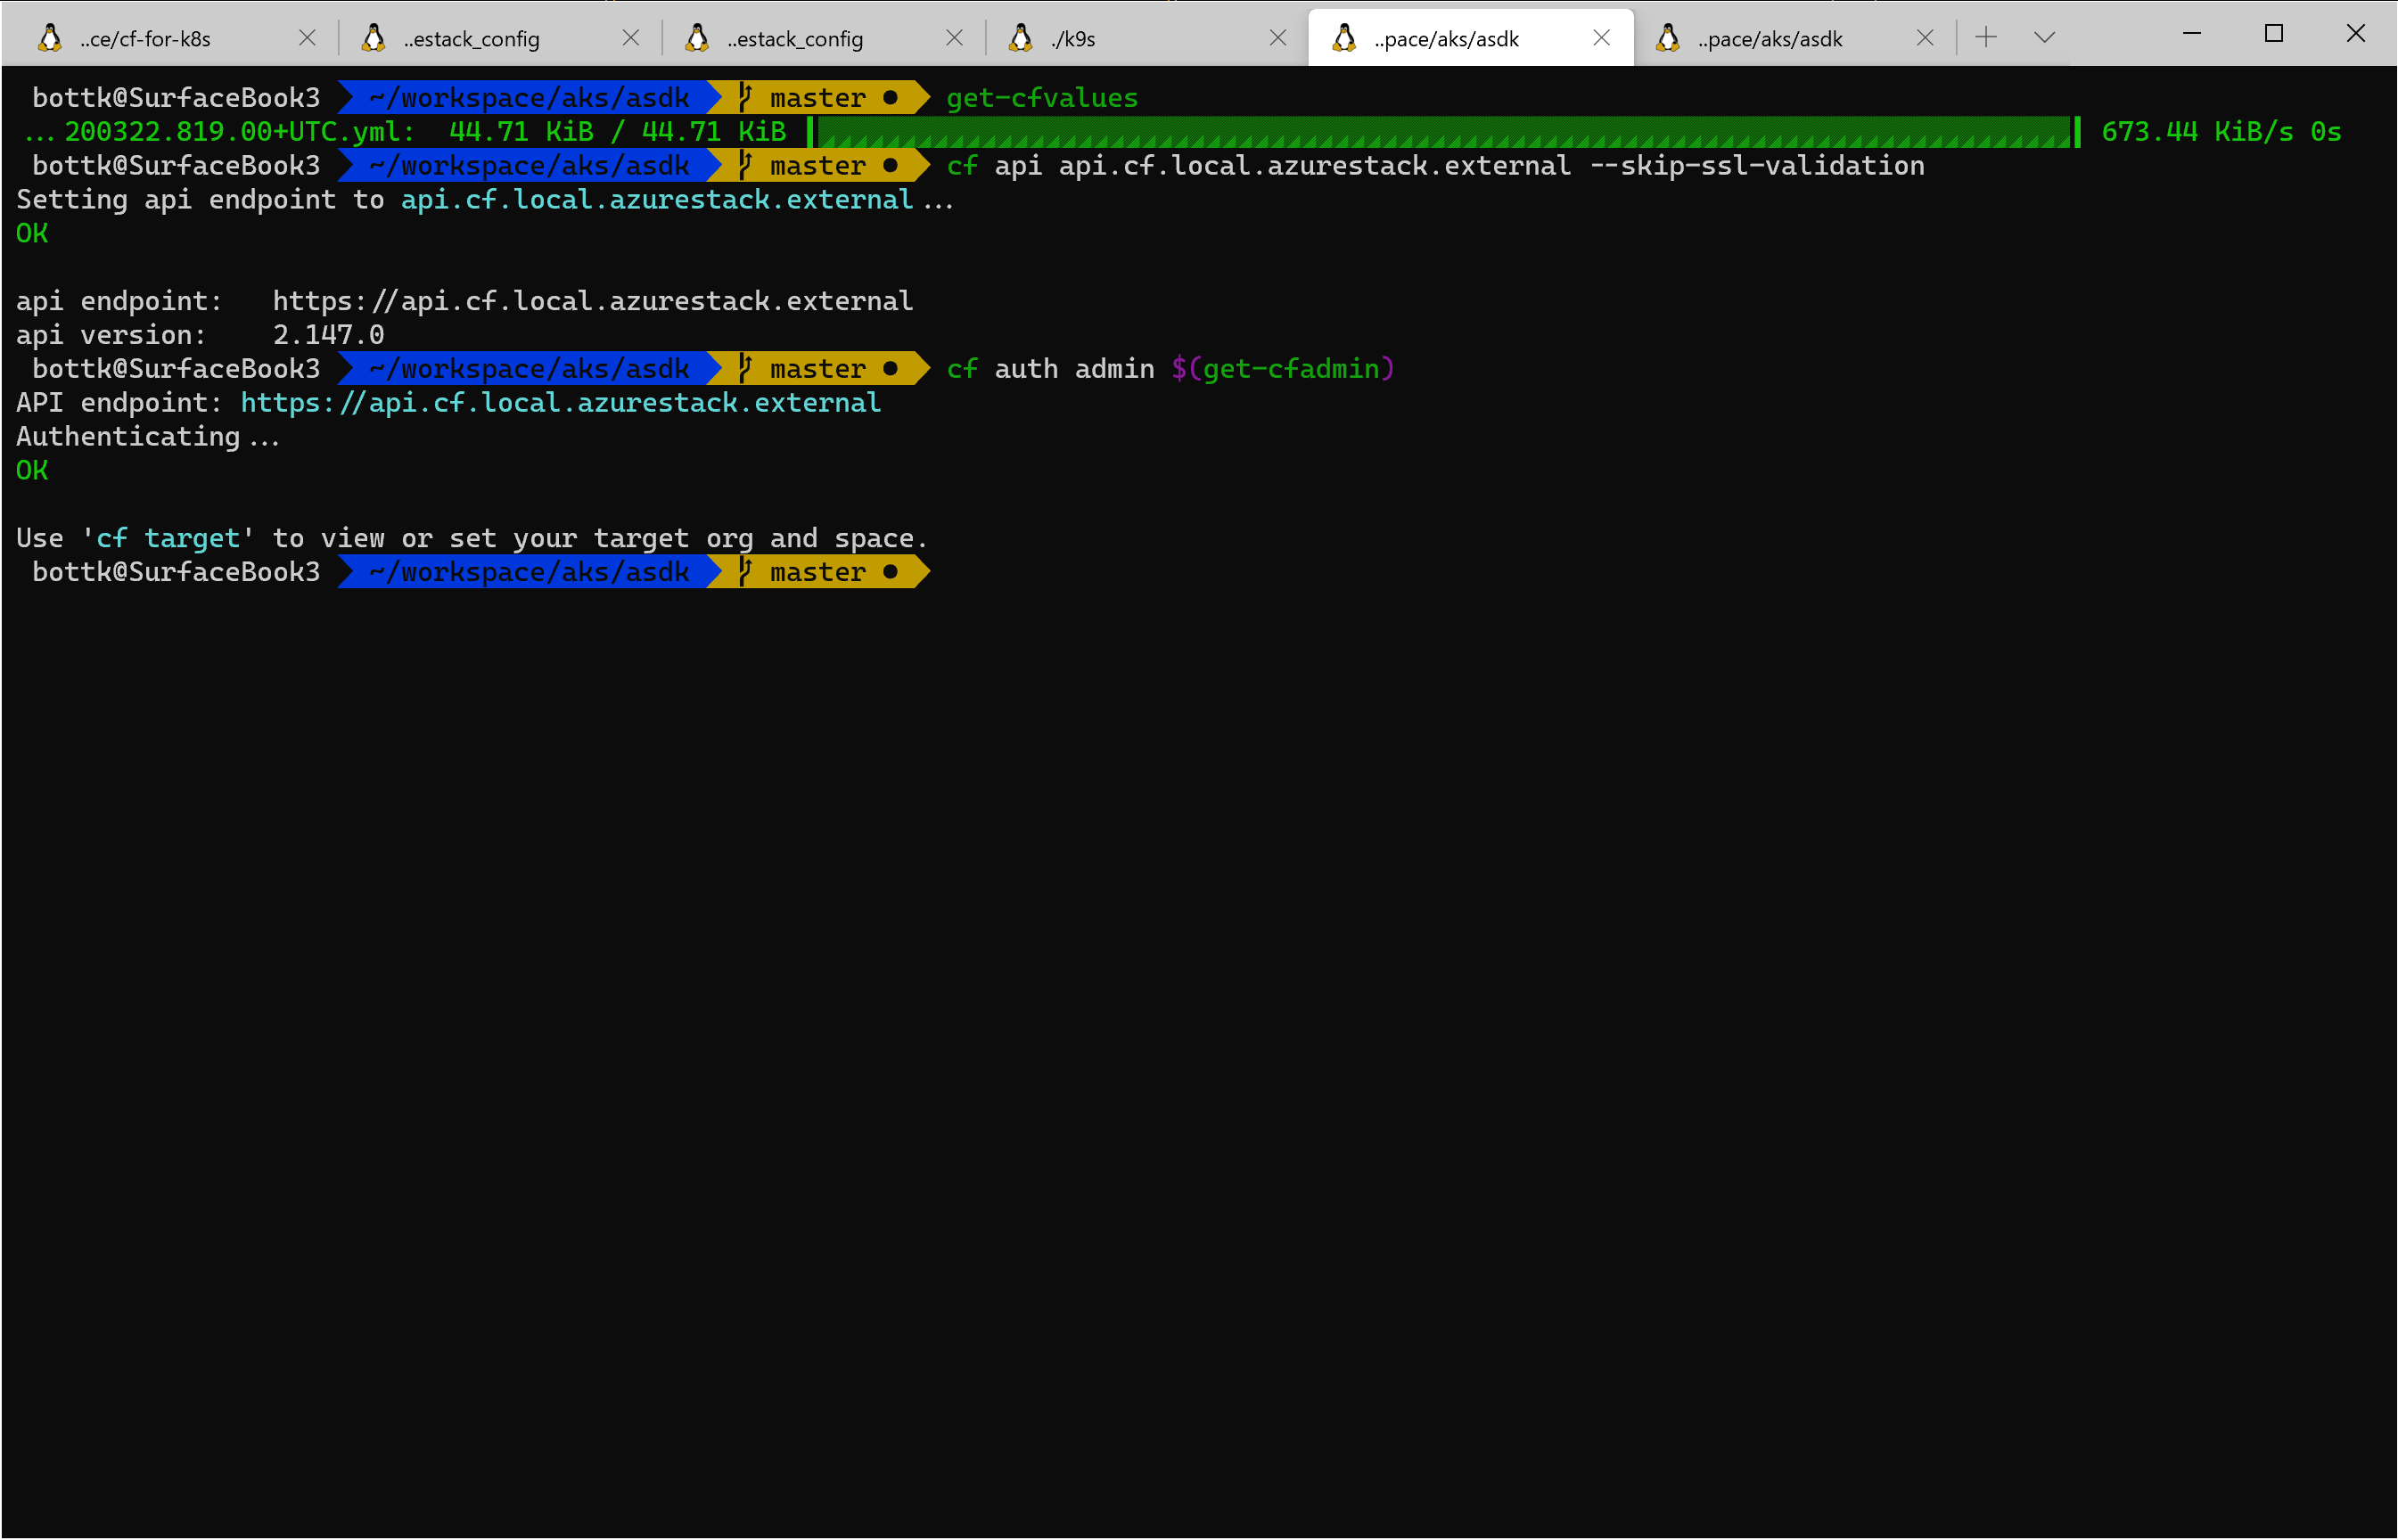 ..ce/cf-for-k8s ..estack_config ..estack_config ./k9s ..pace/aks/asdk ..pace/aks/asdk
bottk@SurfaceBook3 ~/workspace/aks/asdk master ● get-cfvalues
...200322.819.00+UTC.yml: 44.71 KiB / 44.71 KiB 673.44 KiB/s 0s
bottk@SurfaceBook3 ~/workspace/aks/asdk master ● cf api api.cf.local.azurestack.external --skip-ssl-validation
Setting api endpoint to api.cf.local.azurestack.external...
OK
api endpoint: https://api.cf.local.azurestack.external
api version: 2.147.0
bottk@SurfaceBook3 ~/workspace/aks/asdk master ● cf auth admin $(get-cfadmin)
API endpoint: https://api.cf.local.azurestack.external
Authenticating...
OK
Use 'cf target' to view or set your target org and space.
bottk@SurfaceBook3 ~/workspace/aks/asdk master ●